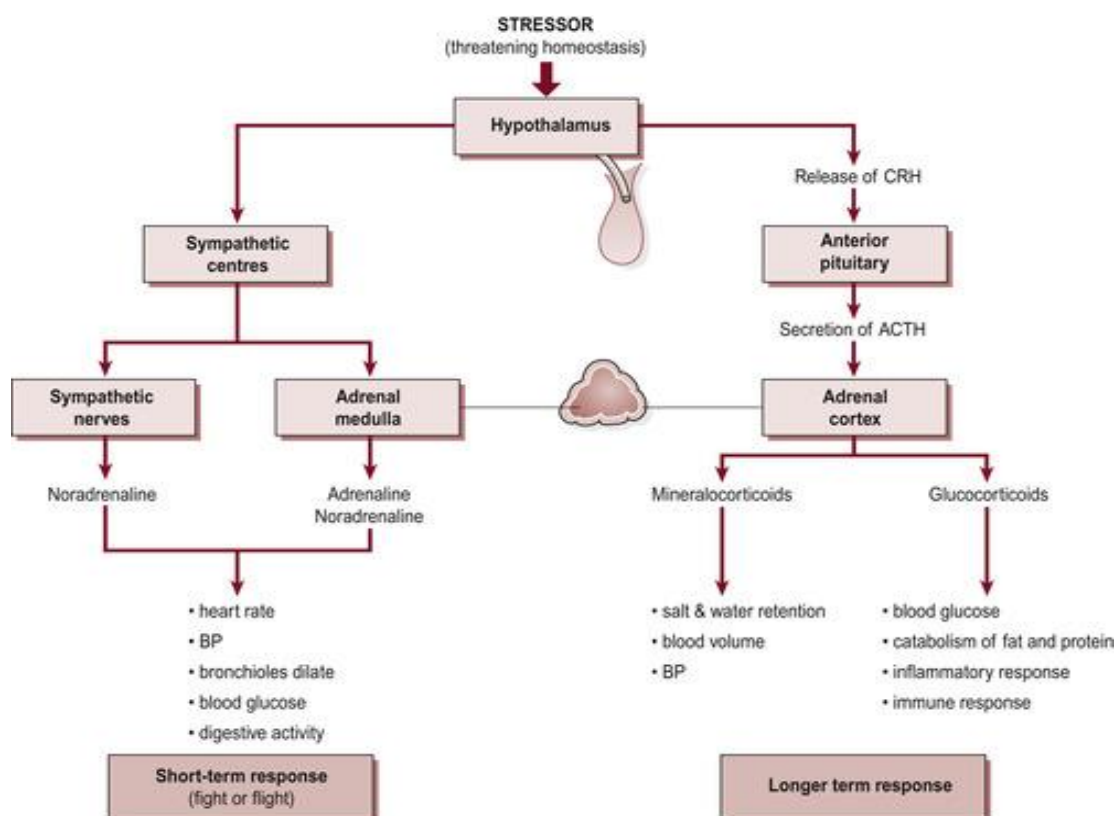 STRESSOR
(threatening homeostasis)
Hypothalamus
Release of CRH
Sympathetic
centres
Anterior
pituitary
Secretion of ACTH
Sympathetic
nerves
Adrenal
medulla
Adrenal
cortex
Noradrenaline
Adrenaline
Noradrenaline
Mineralocorticoids
Glucocorticoids
• heart rate
• BP
• bronchioles dilate
• blood glucose
• digestive activity
• salt & water retention
• blood volume
• BP
• blood glucose
• catabolism of fat and protein
• inflammatory response
• immune response
Short-term response
(fight or flight)
Longer term response